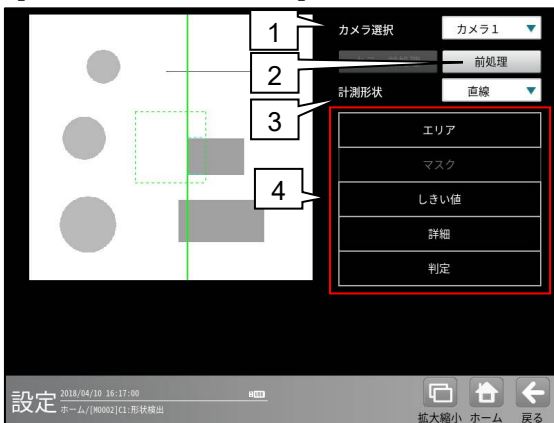 1 カメラ選択 カメラ1
2 前処理
3 計測形状 直線
4
エリア
マスク
しきい値
詳細
判定
設定 2018/04/10 16:17:00
ホーム/[M0002]C1:形状検出
拡大縮小 ホーム 戻る